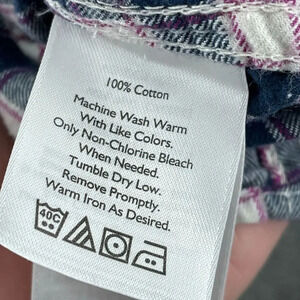 100% Cotton
Machine Wash Warm
With Like Colors.
Only Non-Chlorine Bleach
When Needed.
Tumble Dry Low.
Remove Promptly.
Warm Iron As Desired.
40C